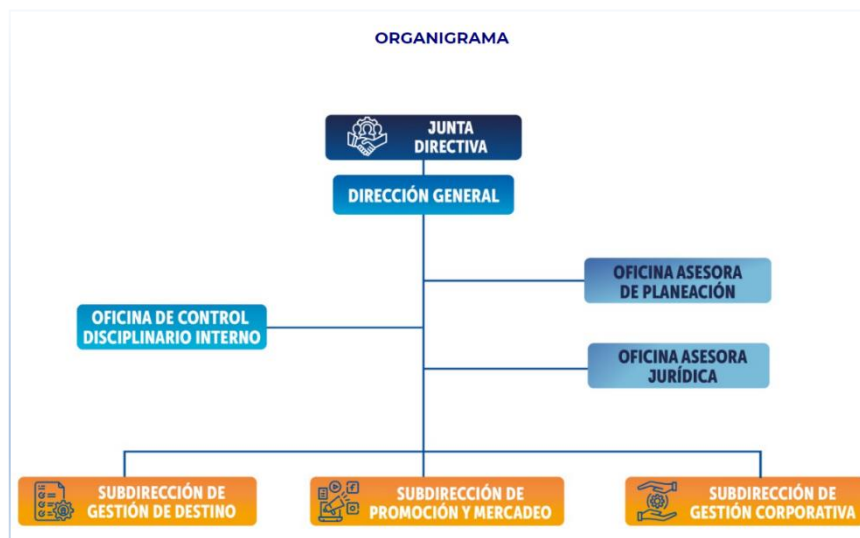 ORGANIGRAMA
JUNTA
DIRECTIVA
DIRECCIÓN GENERAL
OFICINA ASESORA
DE PLANEACIÓN
OFICINA DE CONTROL
DISCIPLINARIO INTERNO
OFICINA ASESORA
JURÍDICA
SUBDIRECCIÓN DE
GESTIÓN DE DESTINO
SUBDIRECCIÓN DE
PROMOCIÓN Y MERCADEO
SUBDIRECCIÓN DE
GESTIÓN CORPORATIVA